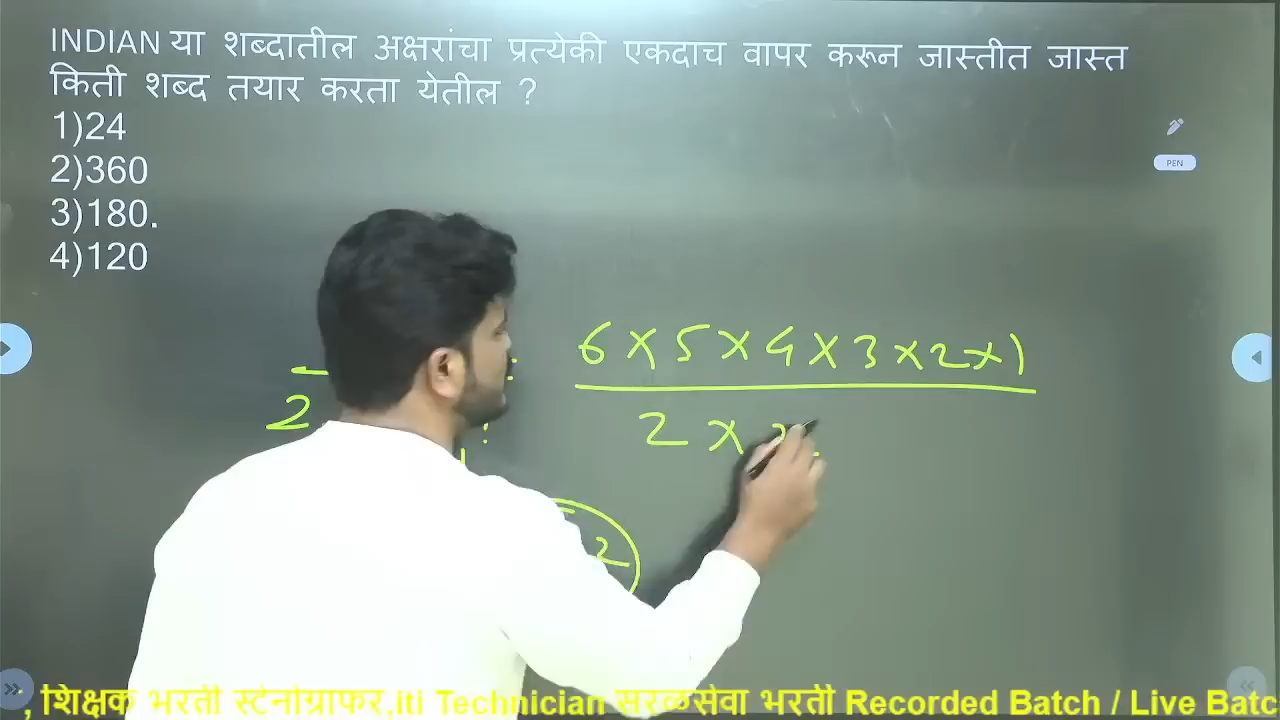 INDIAN या शब्दातील अक्षरांचा प्रत्येकी एकदाच वापर करून जास्तीत जास्त
किती शब्द तयार करता येतील ?
1)24
2)360
3)180.
4)120
PEN
6 × 5 × 4 × 3 × 2 × 1
2 × 2
2
2
; शिक्षक भरती स्टेनोग्राफर,iti Technician सरळसेवा भरती Recorded Batch / Live Batc